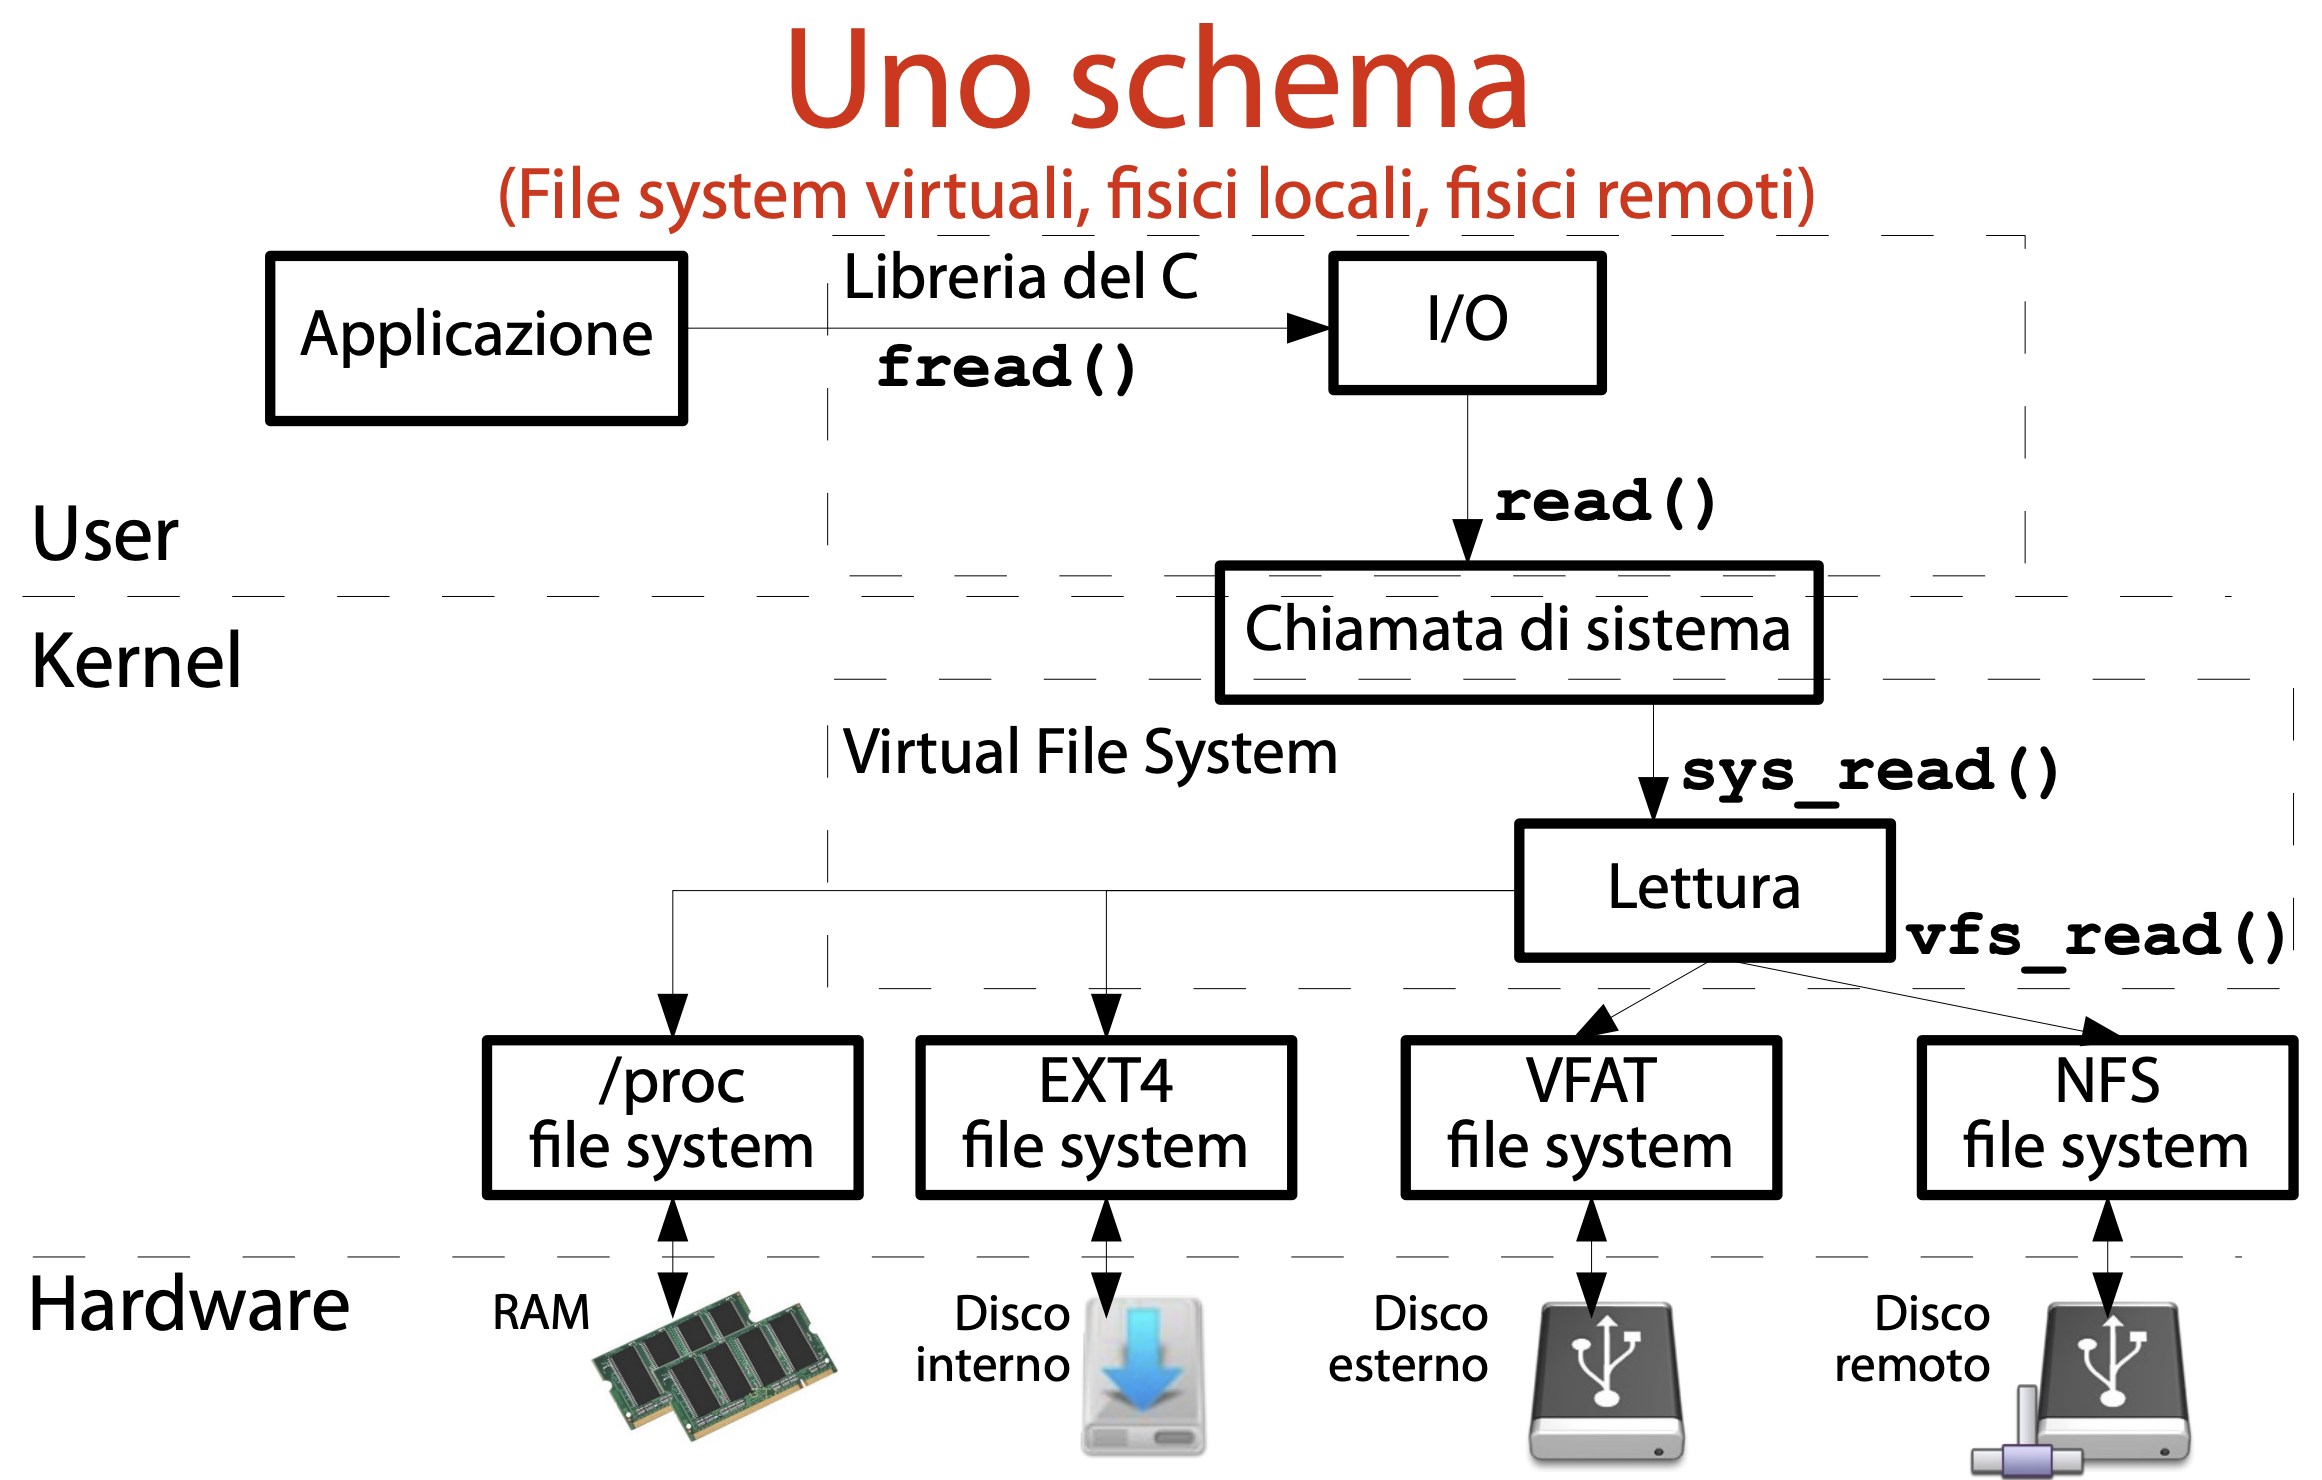 Uno schema
(File system virtuali, fisici locali, fisici remoti)
Applicazione
Libreria del C
fread()
I/O
User
read()
Kernel
Chiamata di sistema
Virtual File System
sys_read()
Lettura
vfs_read()
/proc
file system
EXT4
file system
VFAT
file system
NFS
file system
Hardware
RAM
Disco
interno
Disco
esterno
Disco
remoto